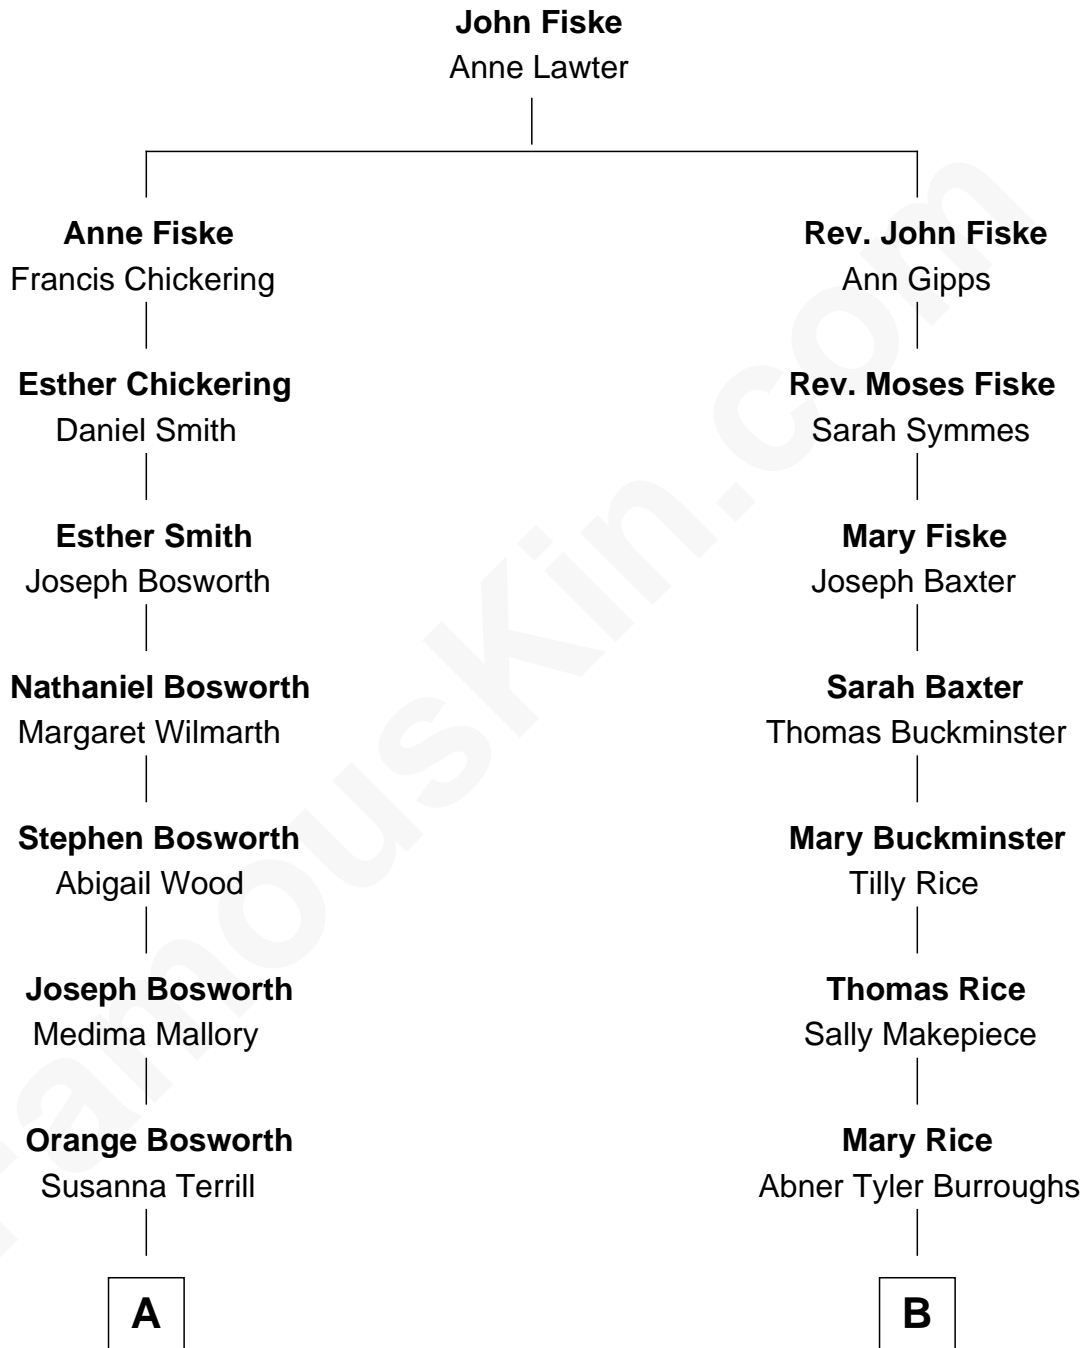 John Fiske
Anne Lawter
Anne Fiske
Francis Chickering
Rev. John Fiske
Ann Gipps
Esther Chickering
Daniel Smith
Rev. Moses Fiske
Sarah Symmes
Esther Smith
Joseph Bosworth
Mary Fiske
Joseph Baxter
Nathaniel Bosworth
Margaret Wilmarth
Sarah Baxter
Thomas Buckminster
Stephen Bosworth
Abigail Wood
Mary Buckminster
Tilly Rice
Joseph Bosworth
Medima Mallory
Thomas Rice
Sally Makepiece
Orange Bosworth
Susanna Terrill
Mary Rice
Abner Tyler Burroughs
A
B
FamousKin.com